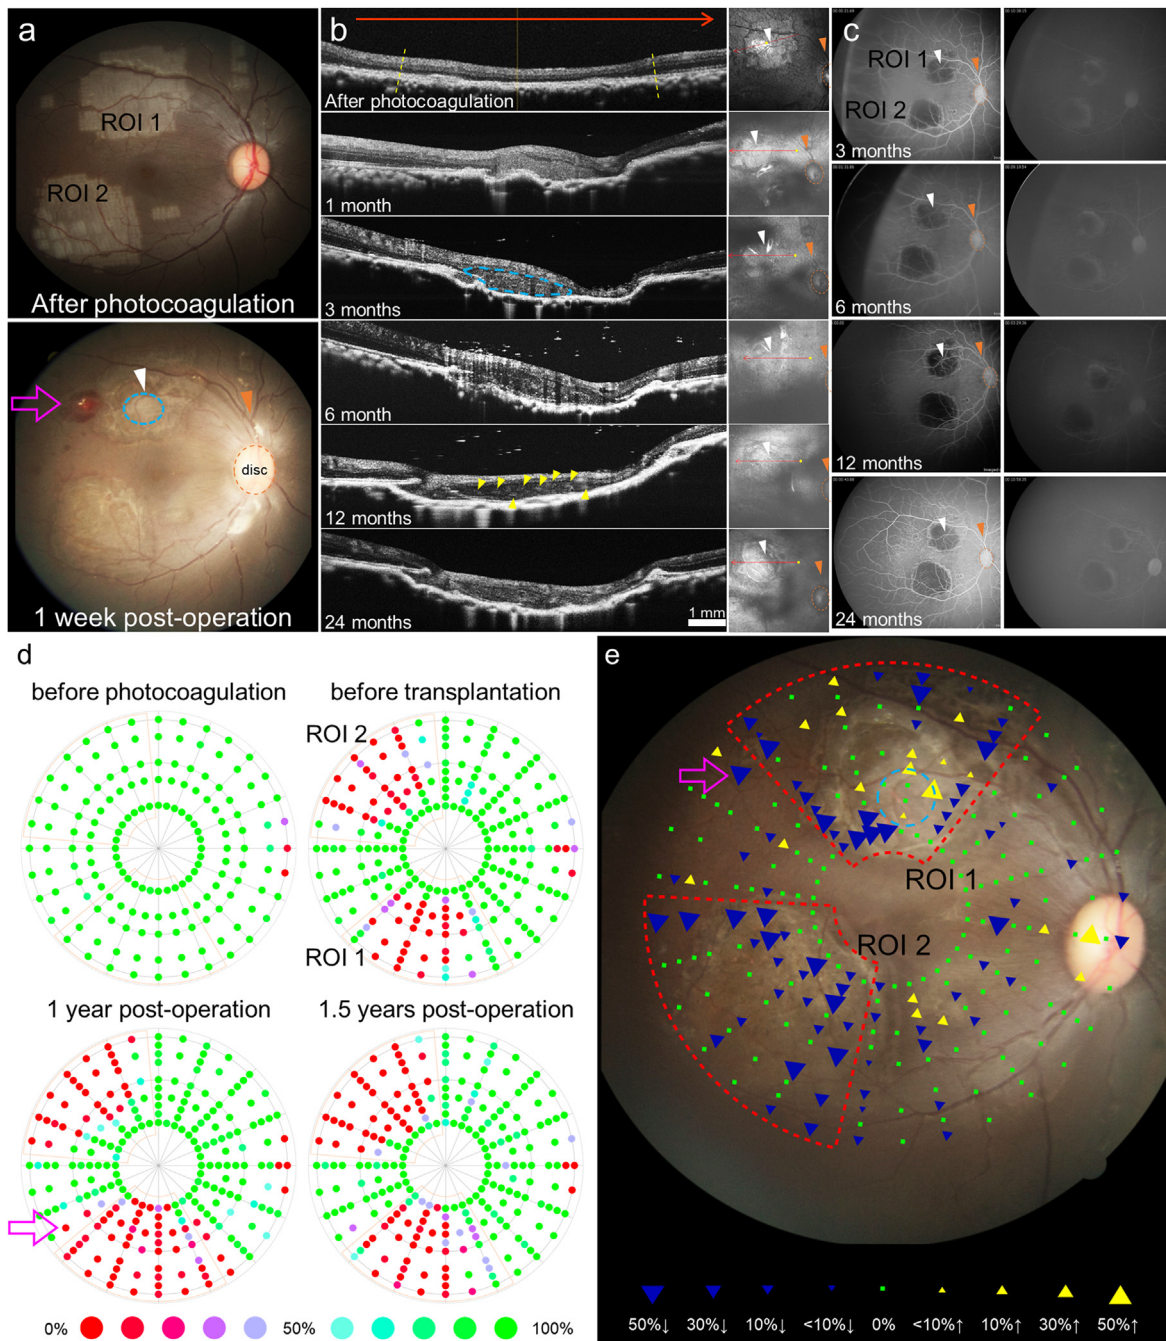 a
ROI 1
ROI 2
After photocoagulation
disc
1 week post-operation
b
After photocoagulation
1 month
3 months
6 month
12 months
24 months
1 mm
c
ROI 1
ROI 2
3 months
6 months
12 months
24 months
d
before photocoagulation
before transplantation
ROI 2
ROI 1
1 year post-operation
1.5 years post-operation
0% 50% 100%
e
ROI 1
ROI 2
50%↓ 30%↓ 10%↓ <10%↓ 0% <10%↑ 10%↑ 30%↑ 50%↑